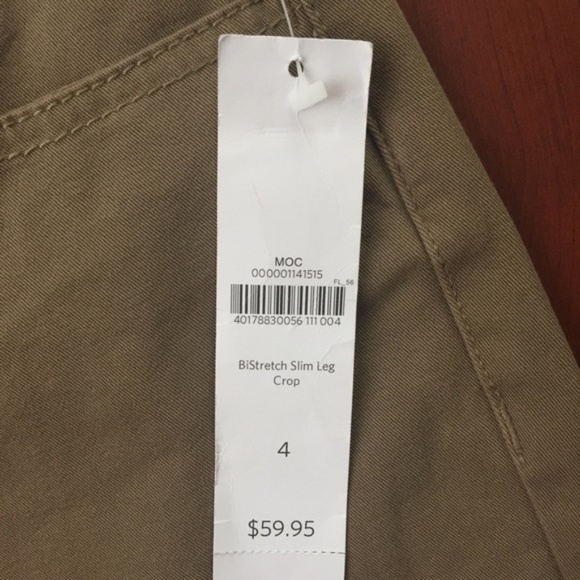 MOC
000001141515
FL_56
40178830056 111 004
BiStretch Slim Leg
Crop
4
$59.95